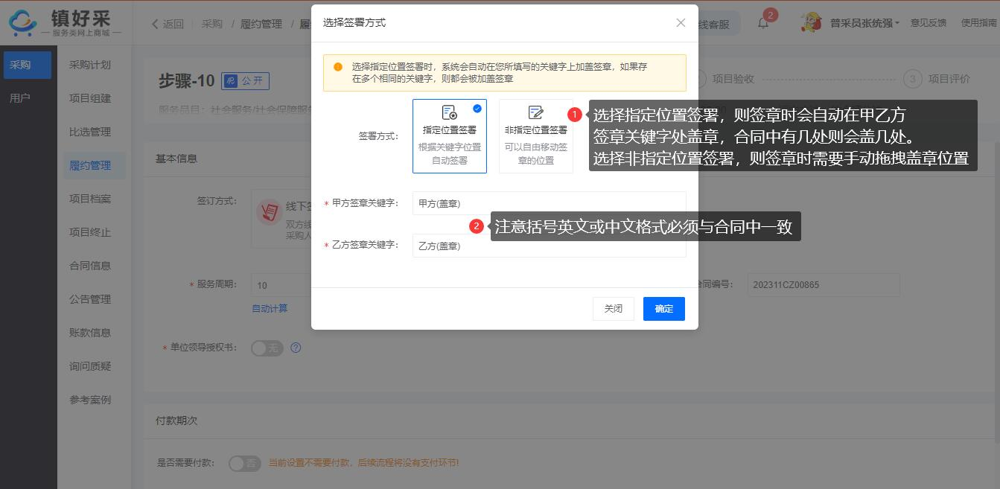 镇好采
服务类网上商城
返回
采购
/
履约管理
/
履
线客服
2
普采员张统强
意见反馈
使用指南
采购
用户
采购计划
项目组建
比选管理
履约管理
项目档案
项目终止
合同信息
公告管理
账款信息
询问质疑
参考案例
步骤-10
公开
项目验收
3
项目评价
服务品目：社会服务/社会保障服务
基本信息
签订方式：
线下签
双方线
采购人
* 服务周期：
10
自动计算
合同编号：
202311CZ00865
* 单位领导授权书：
无
?
付款期次
是否需要付款：
否
当前设置不需要付款，后续流程将没有支付环节!
选择签署方式
选择指定位置签署时，系统会自动在您所填写的关键字上加盖签章，如果存
在多个相同的关键字，则都会被加盖签章
签署方式：
指定位置签署
根据关键字位置
自动签署
非指定位置签署
可以自由移动签
章的位置
1
选择指定位置签署，则签章时会自动在甲乙方
签章关键字处盖章，合同中有几处则会盖几处。
选择非指定位置签署，则签章时需要手动拖拽盖章位置
* 甲方签章关键字：
甲方(盖章)
2
注意括号英文或中文格式必须与合同中一致
* 乙方签章关键字：
乙方(盖章)
关闭
确定